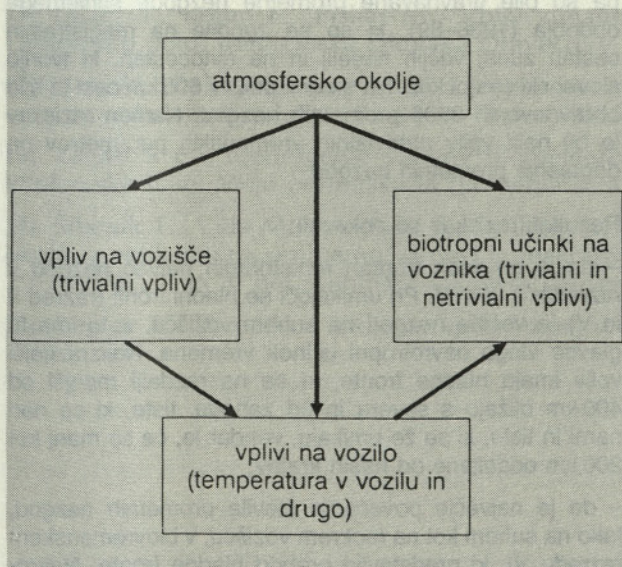 atmosfersko okolje
vpliv na vozišče
(trivialni vpliv)
biotropni učinki na
voznika (trivialni in
netrivialni vplivi)
vplivi na vozilo
(temperatura v vozilu in
drugo)